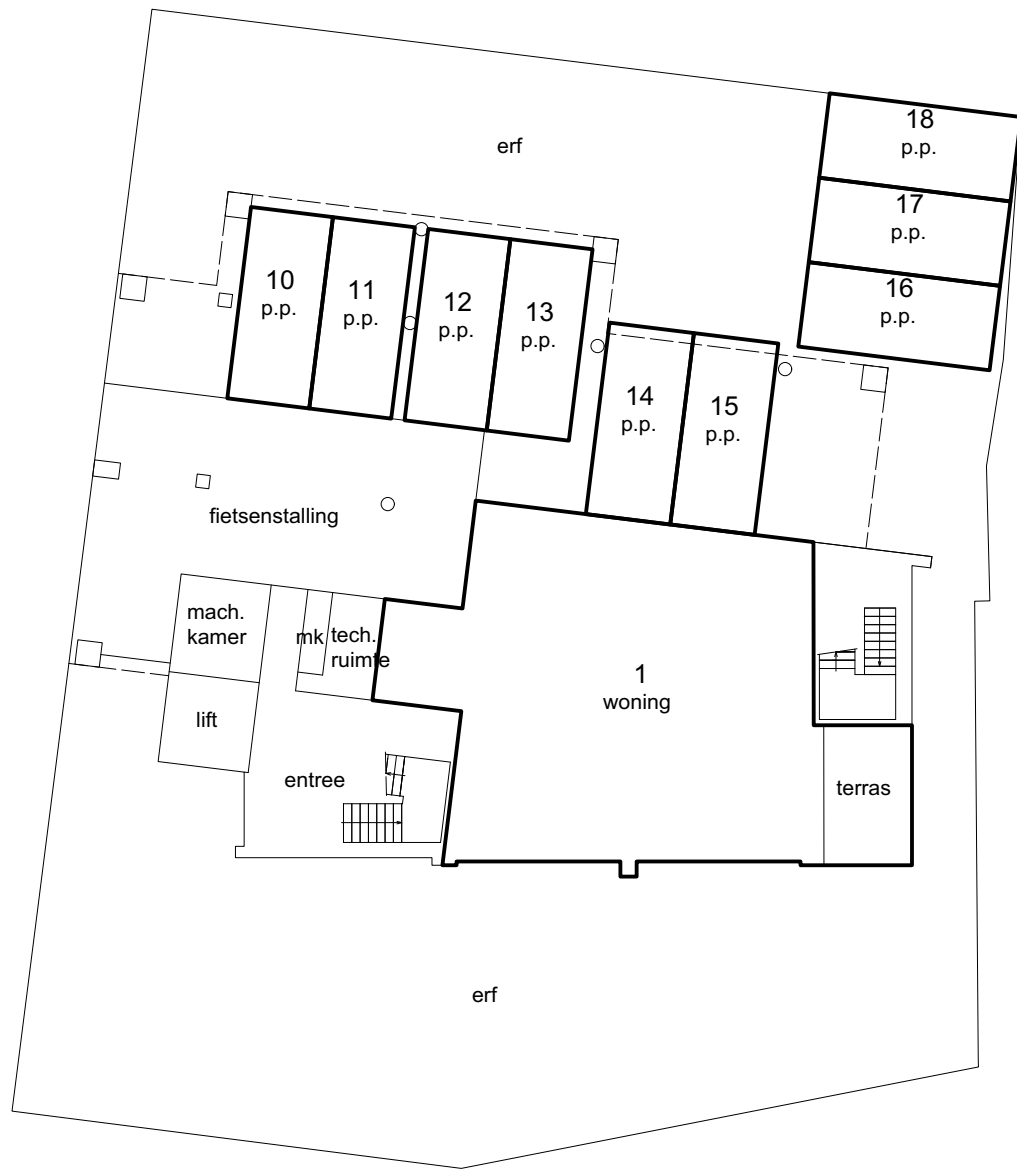 18
p.p.
erf
17
p.p.
10
p.p.
11
p.p.
12
p.p.
13
p.p.
16
p.p.
14
p.p.
15
p.p.
fietsenstalling
mach.
kamer
mk
tech.
ruimte
1
woning
lift
entree
terras
erf